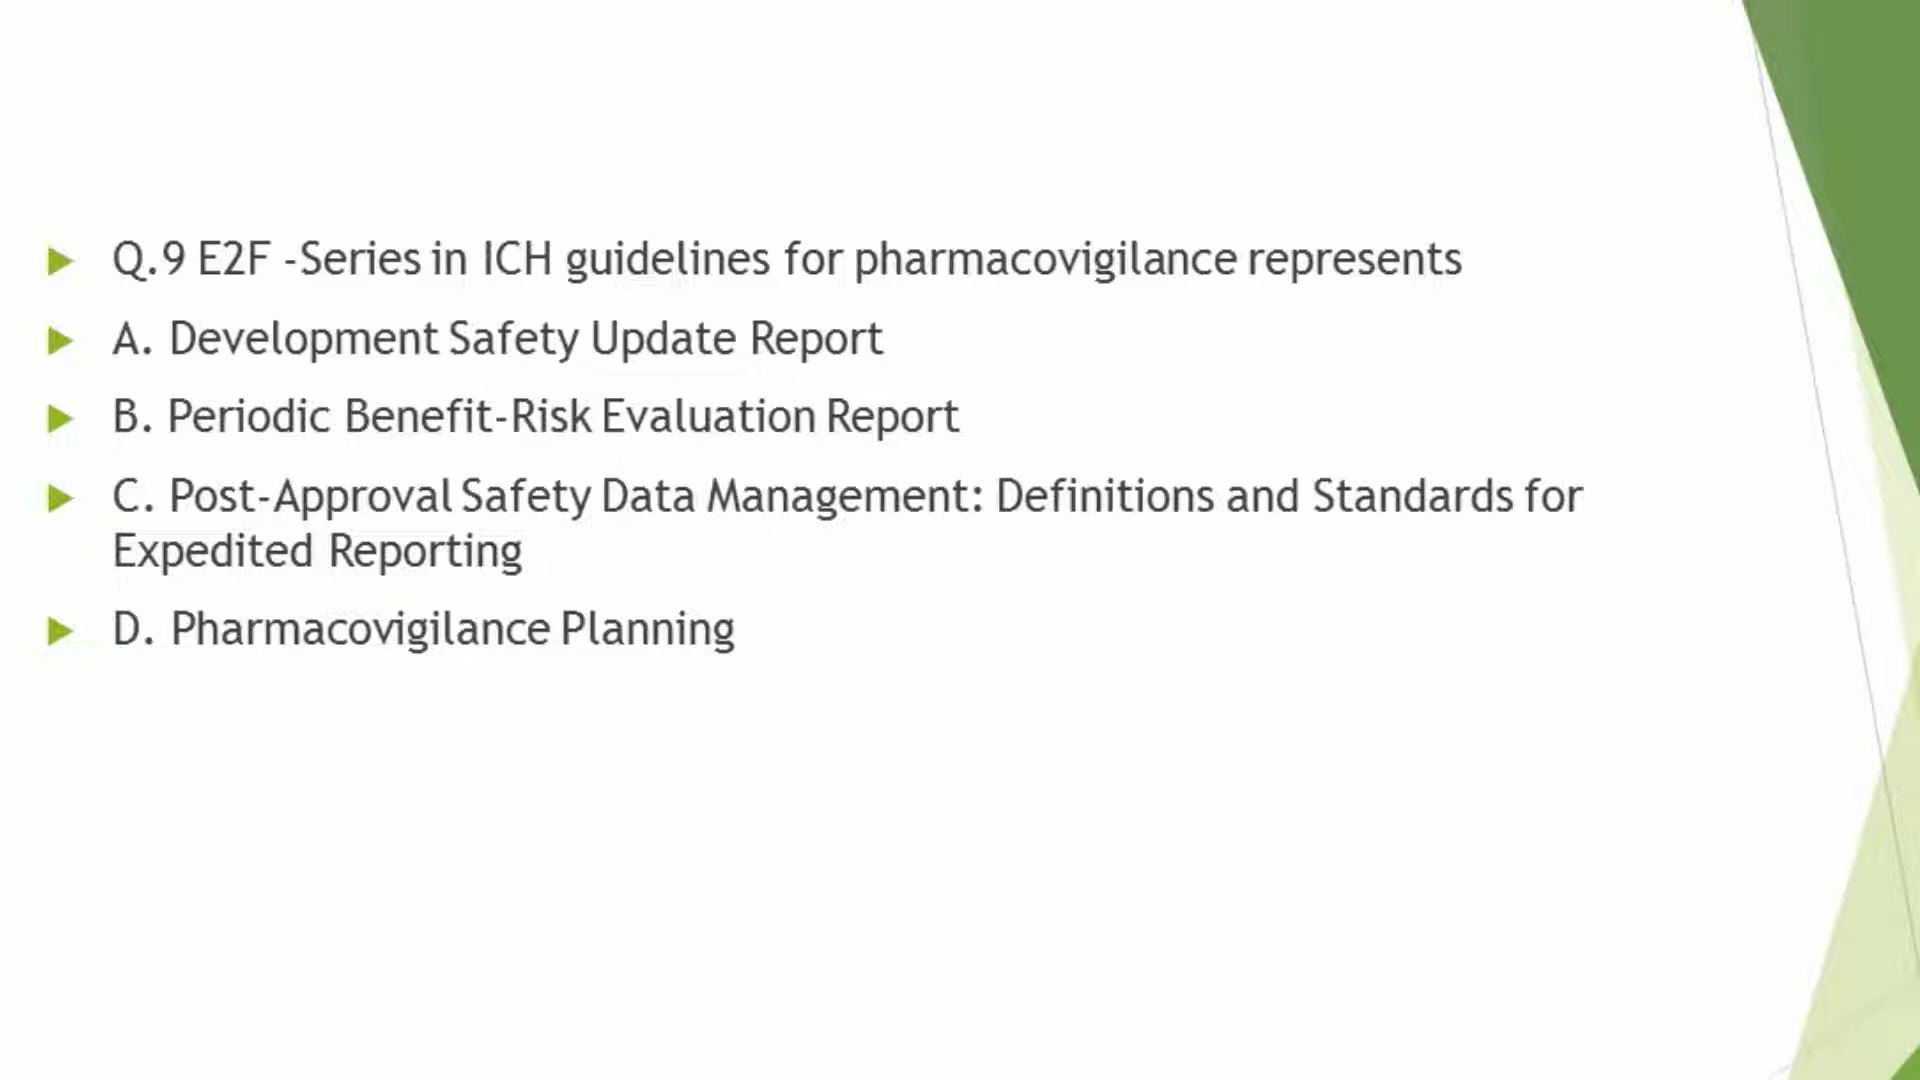 Q.9 E2F -Series in ICH guidelines for pharmacovigilance represents
A. Development Safety Update Report
B. Periodic Benefit-Risk Evaluation Report
C. Post-Approval Safety Data Management: Definitions and Standards for
Expedited Reporting
D. Pharmacovigilance Planning